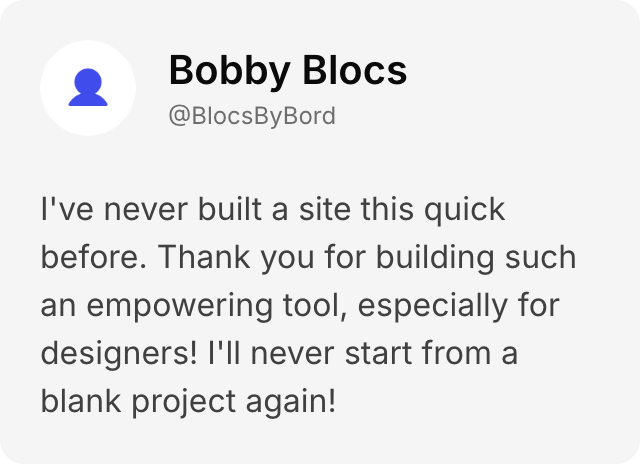 Bobby Blocs
@BlocsByBord
I've never built a site this quick
before. Thank you for building such
an empowering tool, especially for
designers! I'll never start from a
blank project again!